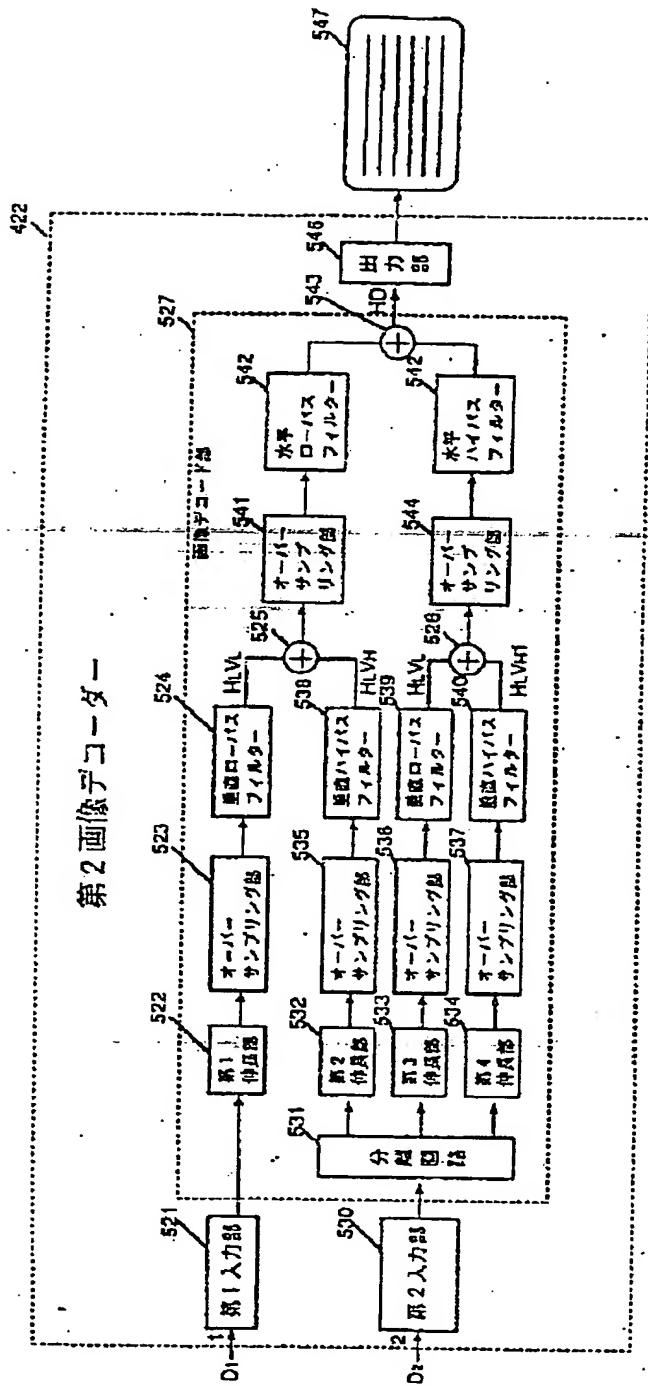 第2画像デコーダー
422
D1
1
521
第1入力部
522
第1
伸長部
523
オーバー
サンプリング部
524
垂直ローパス
フィルター
HLVL
525
画像デコード部
527
541
オーバー
サンプ
リング部
542
水平
ローパス
フィルター
543
HD
546
出力部
547
D2
2
530
第2入力部
531
分離回路
532
第2
伸長部
535
オーバー
サンプリング部
538
垂直ハイパス
フィルター
HLVH
533
第3
伸長部
536
オーバー
サンプリング部
539
垂直ローパス
フィルター
HLVL
526
534
第4
伸長部
537
オーバー
サンプリング部
540
垂直ハイパス
フィルター
HLVH1
544
オーバー
サンプ
リング部
542
水平
ハイパス
フィルター